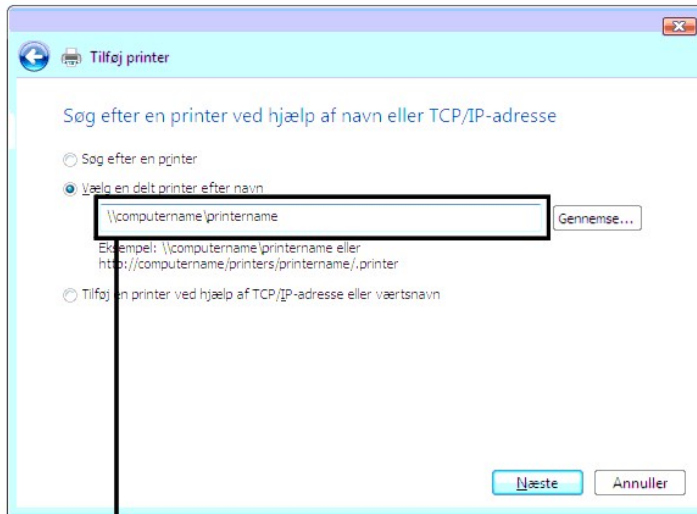 Tilføj printer
Søg efter en printer ved hjælp af navn eller TCP/IP-adresse
Søg efter en printer
Vælg en delt printer efter navn
\\computername\printername
Gennemse...
Eksempel: \\computername\printername eller
http://computername/printers/printername/.printer
Tilføj en printer ved hjælp af TCP/IP-adresse eller værtsnavn
Næste
Annuller